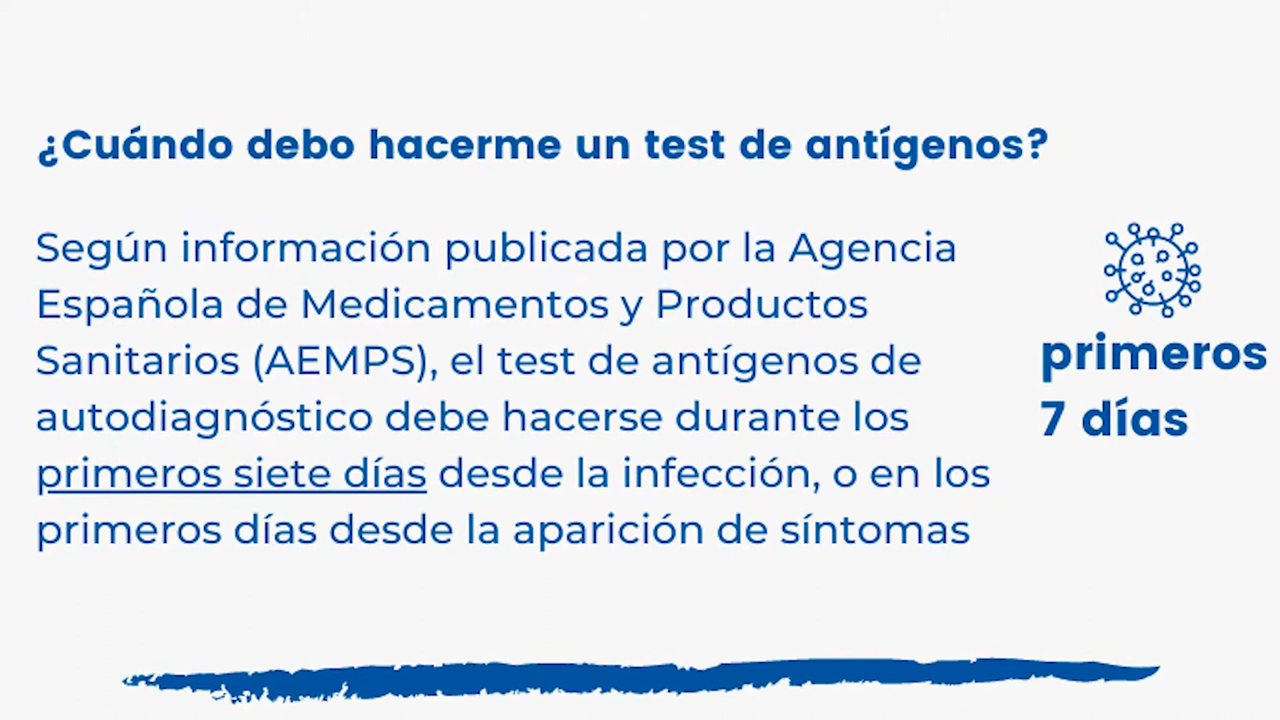 ¿Cuándo debo hacerme un test de antígenos?
Según información publicada por la Agencia
Española de Medicamentos y Productos
Sanitarios (AEMPS), el test de antígenos de
autodiagnóstico debe hacerse durante los
primeros siete días desde la infección, o en los
primeros días desde la aparición de síntomas
primeros
7 días